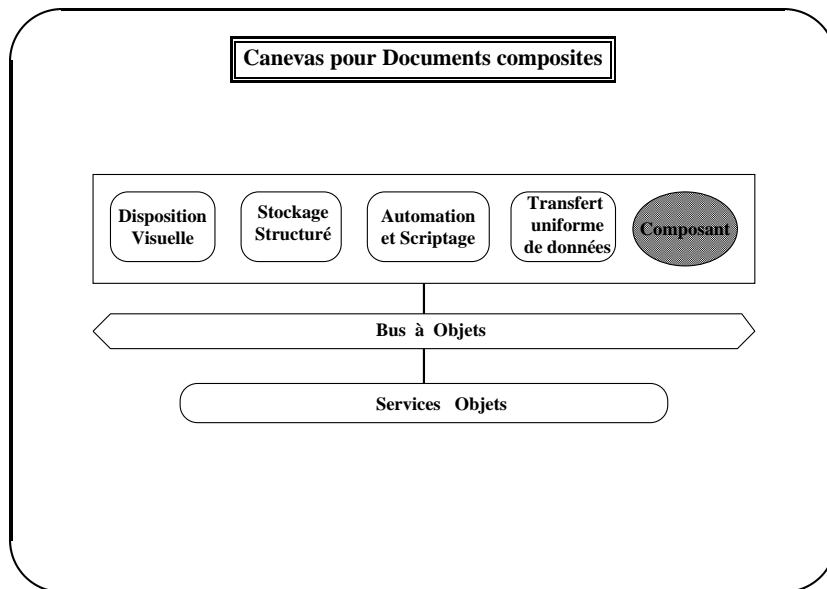 Canevas pour Documents composites
Disposition
Visuelle
Stockage
Structuré
Automation
et Scriptage
Transfert
uniforme
de données
Composant
Bus à Objets
Services Objets